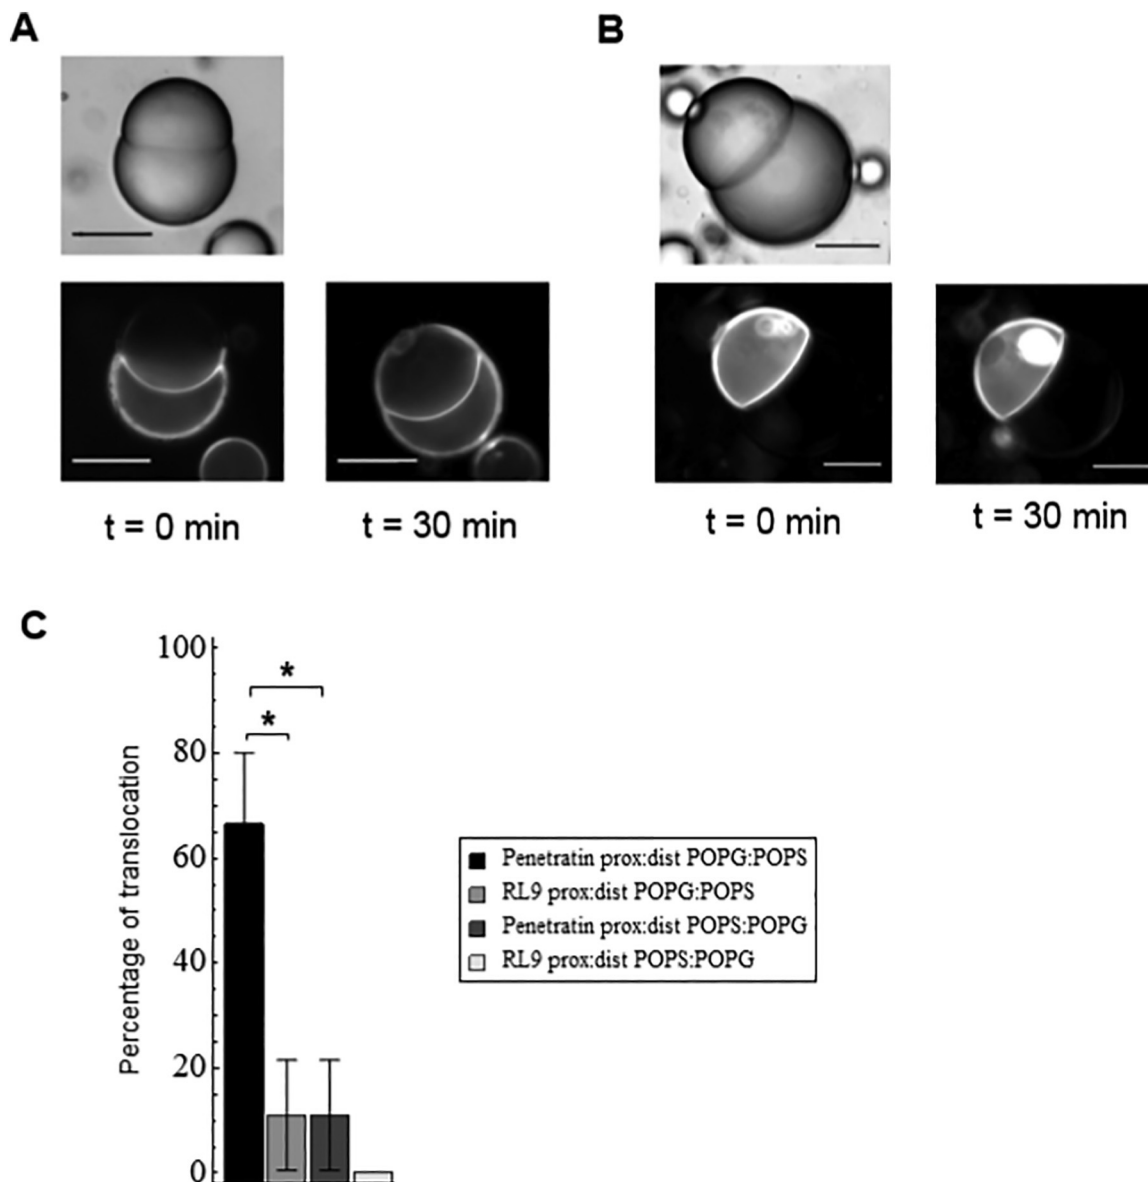 A
B
t = 0 min
t = 30 min
t = 0 min
t = 30 min
C
100
80
60
40
20
0
Percentage of translocation
*
*
Penetratin prox:dist POPG:POPS
RL9 prox:dist POPG:POPS
Penetratin prox:dist POPS:POPG
RL9 prox:dist POPS:POPG